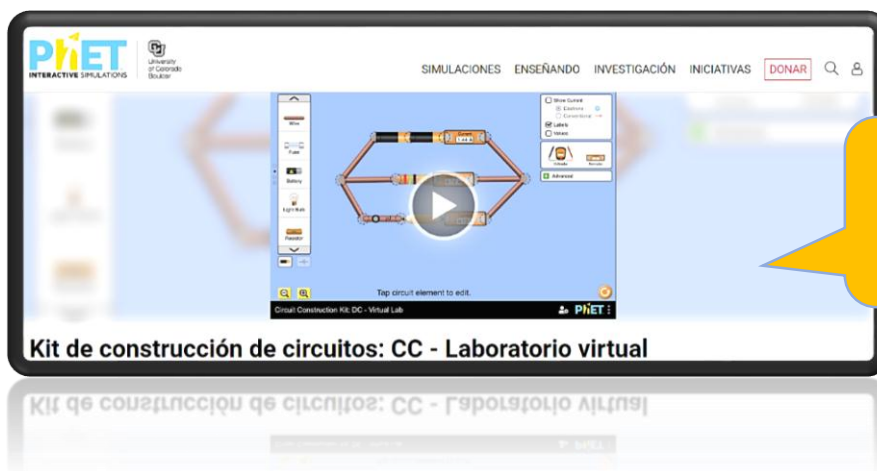 PhET
INTERACTIVE SIMULATIONS
University
of Colorado
Boulder
SIMULACIONES ENSEÑANDO INVESTIGACIÓN INICIATIVAS DONAR
Wire
Fuse
Battery
Light Bulb
Resistor
Show Current
Electrons
Conventional
Labels
Values
Advanced
Current
Tap circuit element to edit.
Circuit Construction Kit: DC - Virtual Lab
PhET
Kit de construcción de circuitos: CC - Laboratorio virtual